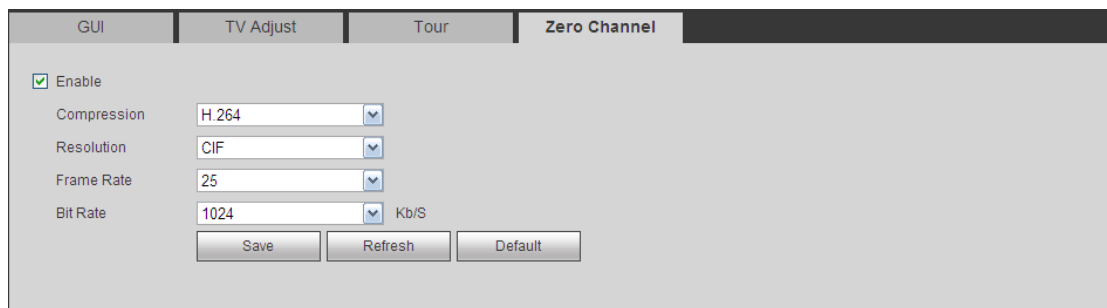 GUI TV Adjust Tour Zero Channel
Enable
Compression H.264
Resolution CIF
Frame Rate 25
Bit Rate 1024 Kb/S
Save Refresh Default